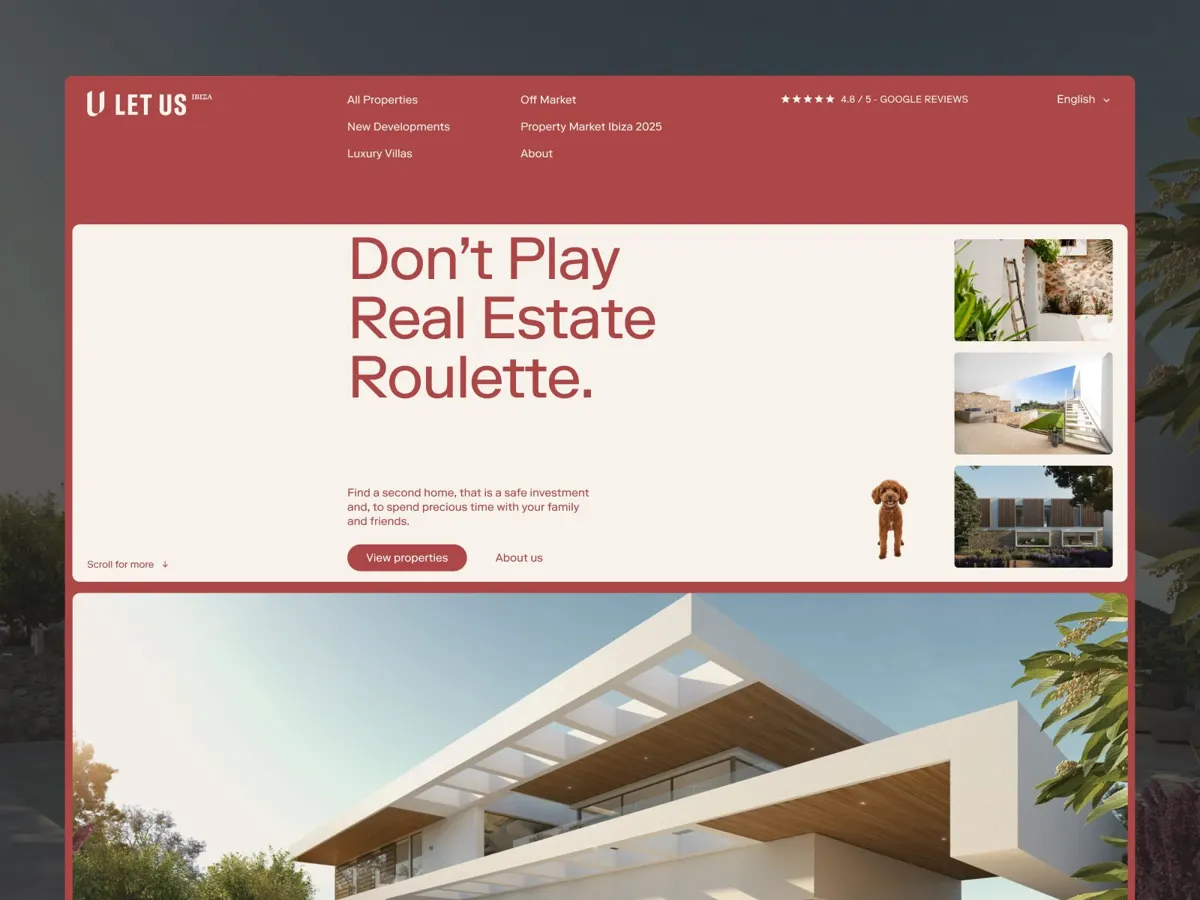 LET US IBIZA
All Properties
New Developments
Luxury Villas
Off Market
Property Market Ibiza 2025
About
★★★★★ 4.8 / 5 - GOOGLE REVIEWS
English
Don’t Play
Real Estate
Roulette.
Find a second home, that is a safe investment
and, to spend precious time with your family
and friends.
View properties
About us
Scroll for more ↓